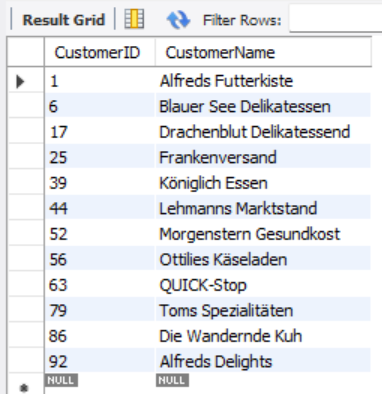 Result Grid Filter Rows:
CustomerID CustomerName
1 Alfreds Futterkiste
6 Blauer See Delikatessen
17 Drachenblut Delikatessend
25 Frankenversand
39 Königlich Essen
44 Lehmanns Marktstand
52 Morgenstern Gesundkost
56 Ottilies Käseladen
63 QUICK-Stop
79 Toms Spezialitäten
86 Die Wandernde Kuh
92 Alfreds Delights
NULL NULL